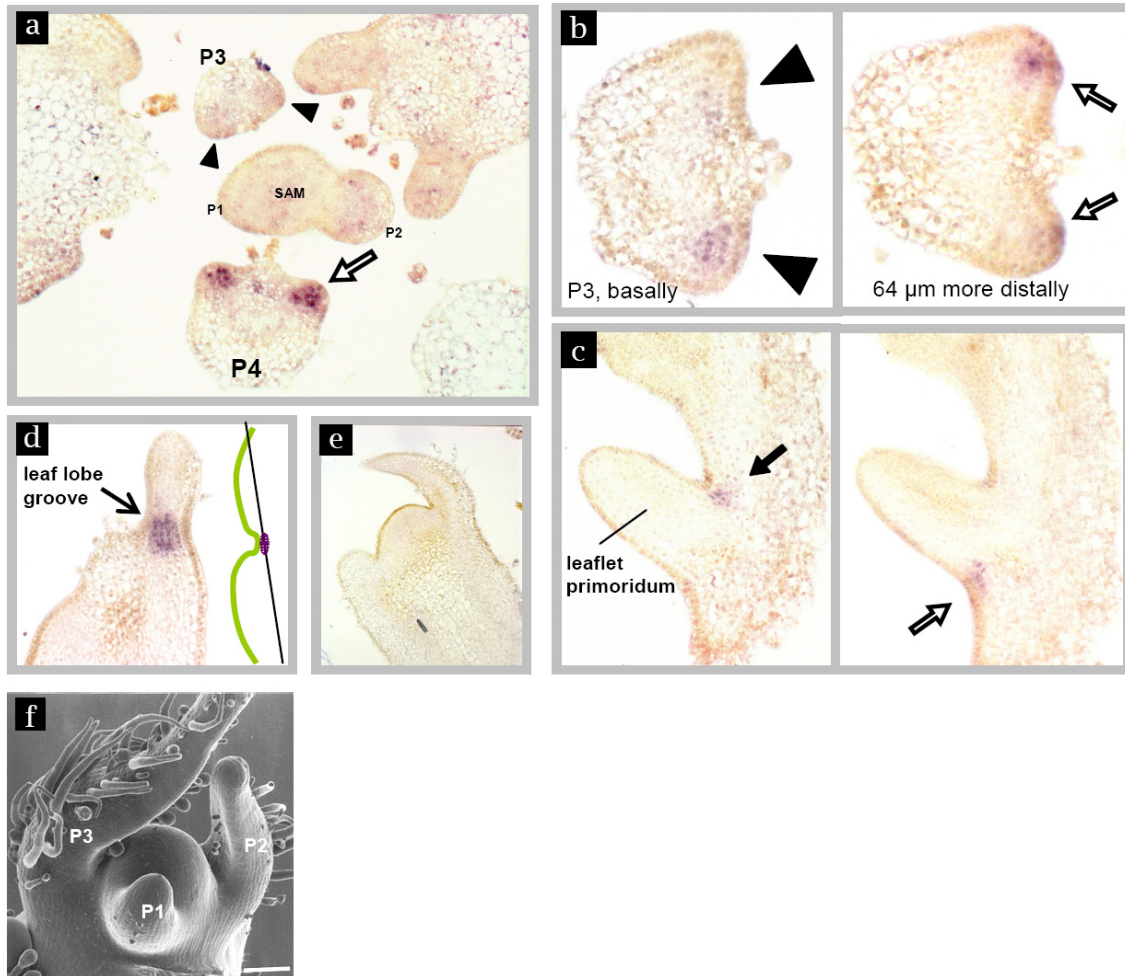 a
P3
SAM
P1
P2
P4
b
P3, basally
64 µm more distally
c
leaflet
primoridum
d
leaf lobe
groove
e
f
P3
P2
P1